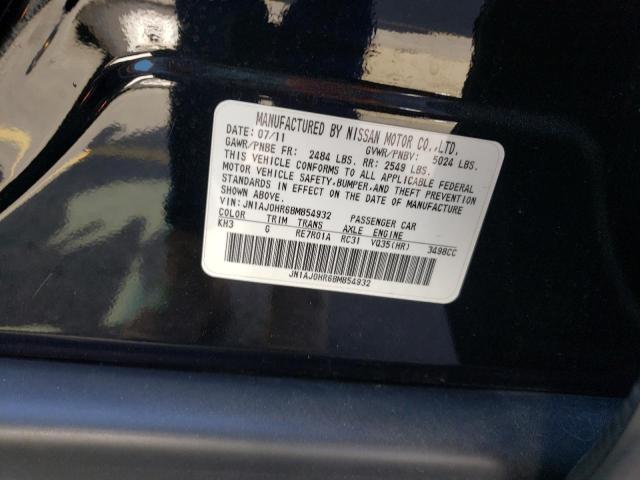 MANUFACTURED BY NISSAN MOTOR CO.,LTD.
DATE: 07/11 GVWR/PNBV: 5024 LBS.
GAWR/PNBE FR: 2484 LBS. RR: 2549 LBS.
THIS VEHICLE CONFORMS TO ALL APPLICABLE FEDERAL
MOTOR VEHICLE SAFETY,BUMPER,AND THEFT PREVENTION
STANDARDS IN EFFECT ON THE DATE OF MANUFACTURE
SHOWN ABOVE.
VIN: JN1AJ0HR6BM854932 PASSENGER CAR
COLOR TRIM TRANS AXLE ENGINE
KH3 G RE7R01A RC31 VQ35(HR) 3498CC
JN1AJ0HR6BM854932